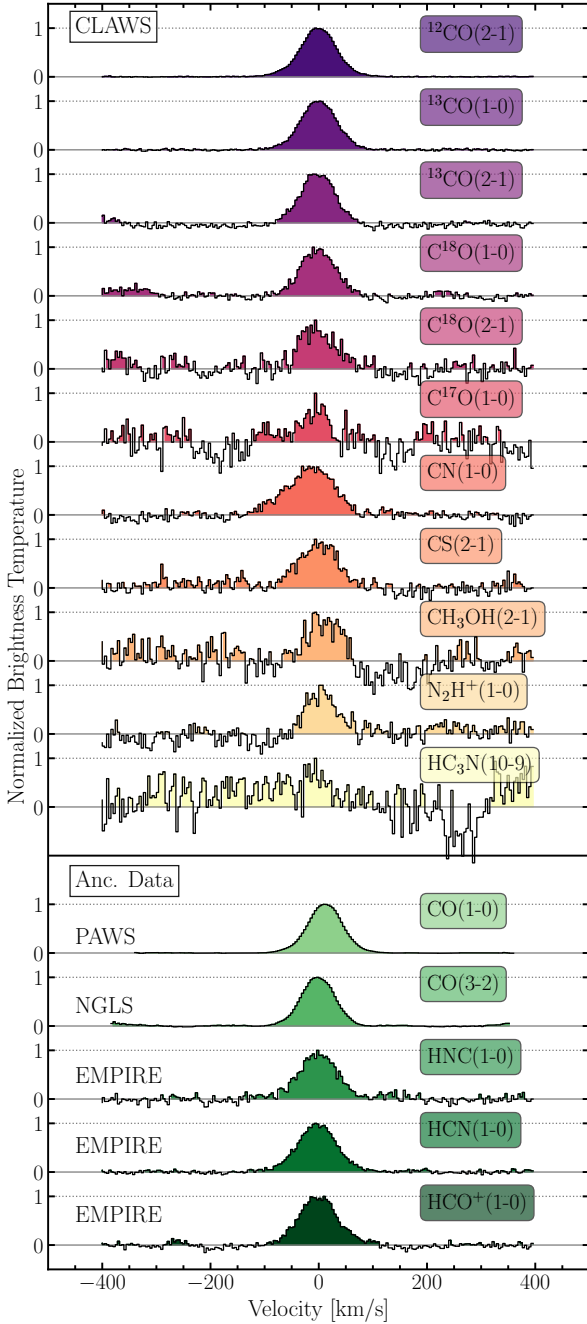 CLAWS
¹²CO(2-1)
1
0
¹³CO(1-0)
1
0
¹³CO(2-1)
1
0
C¹⁸O(1-0)
1
0
C¹⁸O(2-1)
1
0
C¹⁷O(1-0)
1
0
CN(1-0)
1
0
CS(2-1)
1
0
CH₃OH(2-1)
1
0
N₂H⁺(1-0)
1
0
HC₃N(10-9)
1
0
Normalized Brightness Temperature
Anc. Data
CO(1-0)
1
PAWS
0
CO(3-2)
1
NGLS
0
HNC(1-0)
1
EMPIRE
0
HCN(1-0)
1
EMPIRE
0
HCO⁺(1-0)
1
EMPIRE
0
−400 −200 0 200 400
Velocity [km/s]